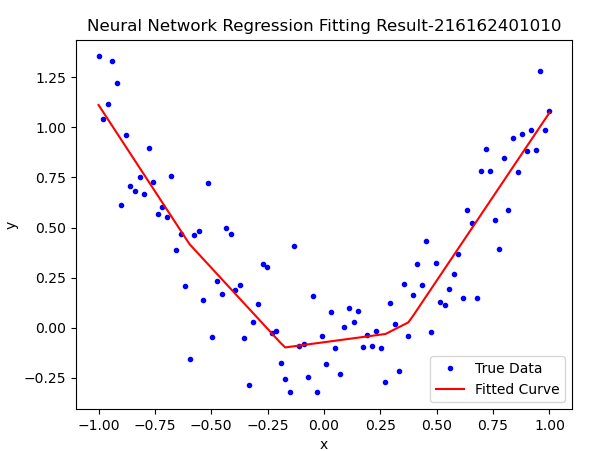 Neural Network Regression Fitting Result-216162401010
1.25
1.00
0.75
0.50
0.25
0.00
−0.25
y
−1.00 −0.75 −0.50 −0.25 0.00 0.25 0.50 0.75 1.00
x
True Data
Fitted Curve